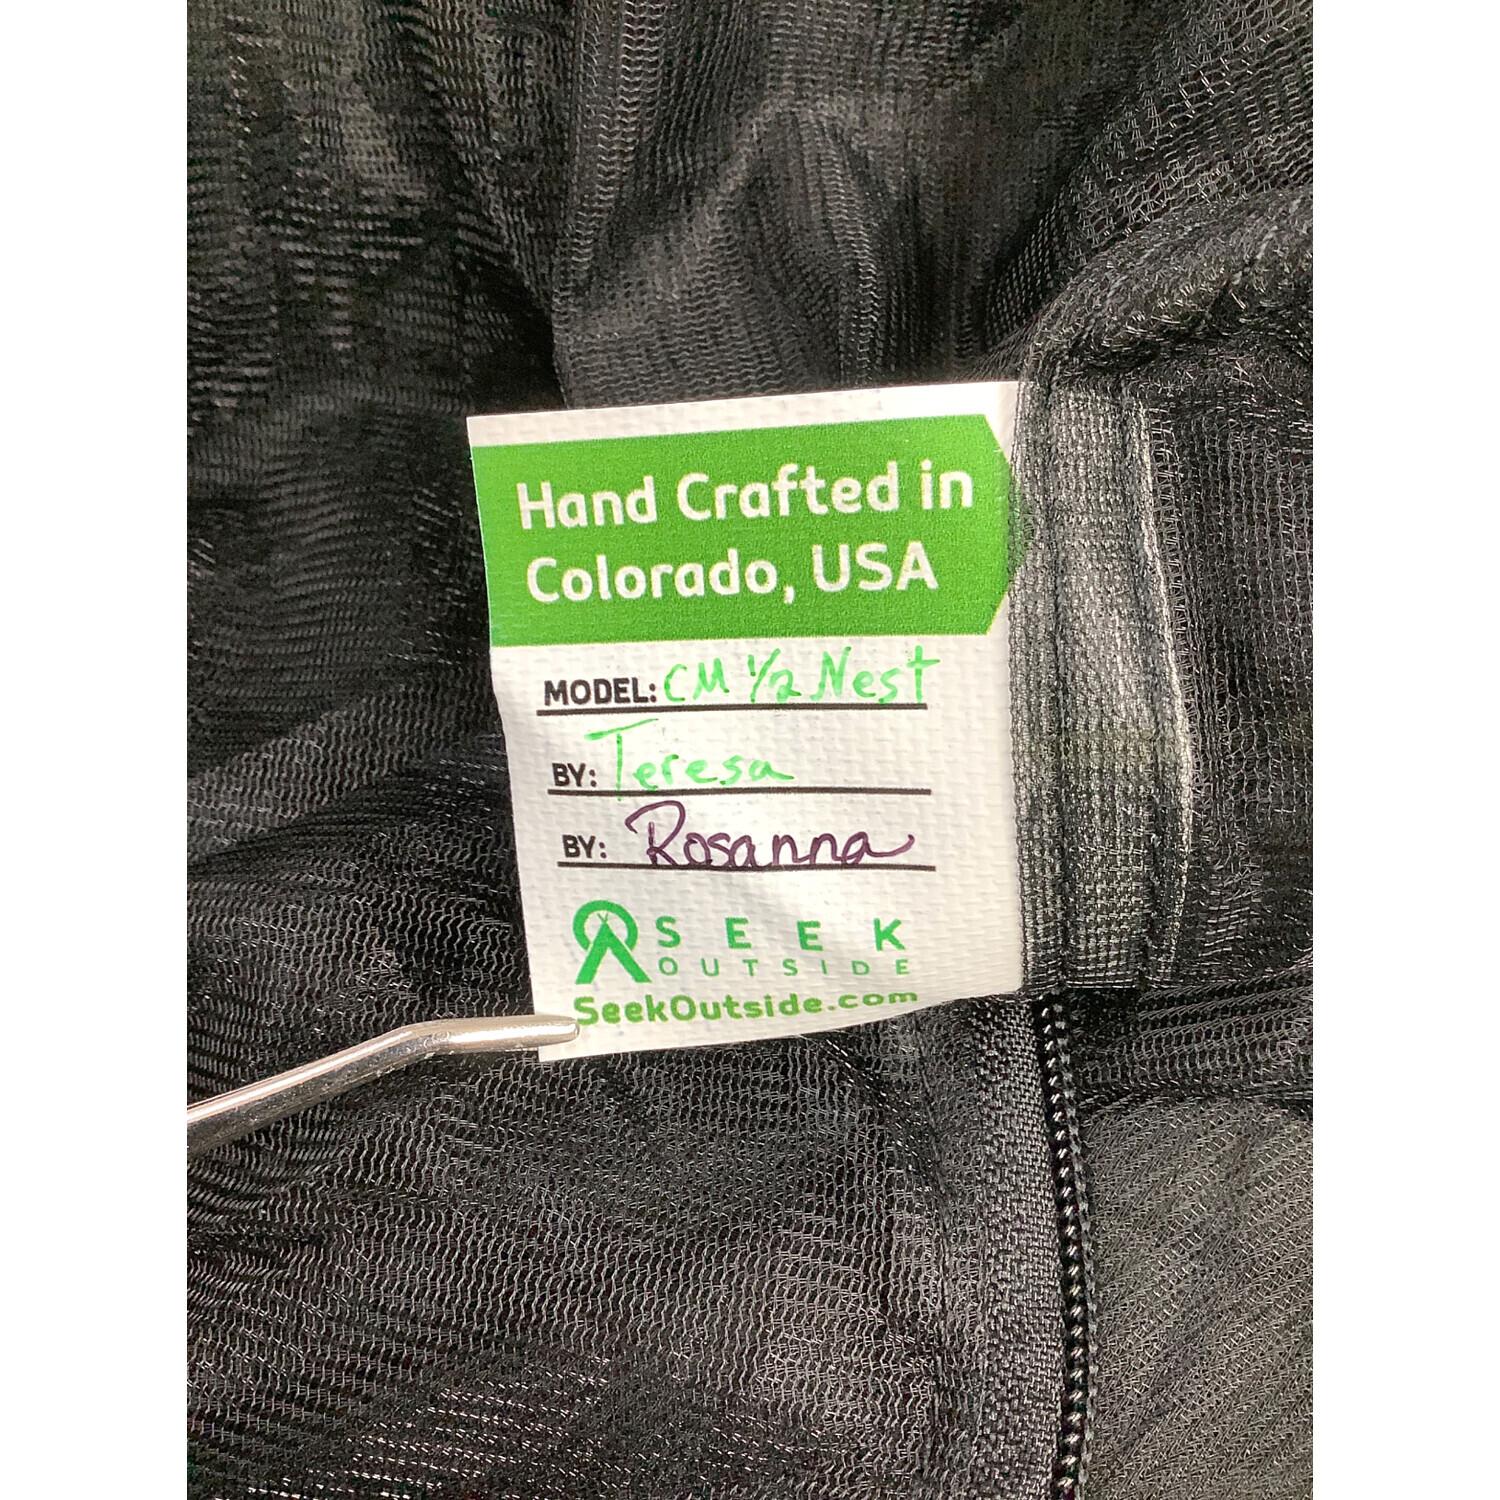 Hand Crafted in
Colorado, USA
MODEL: CM 1/2 Nest
BY: Teresa
BY: Rosanna
SEEK
OUTSIDE
SeekOutside.com